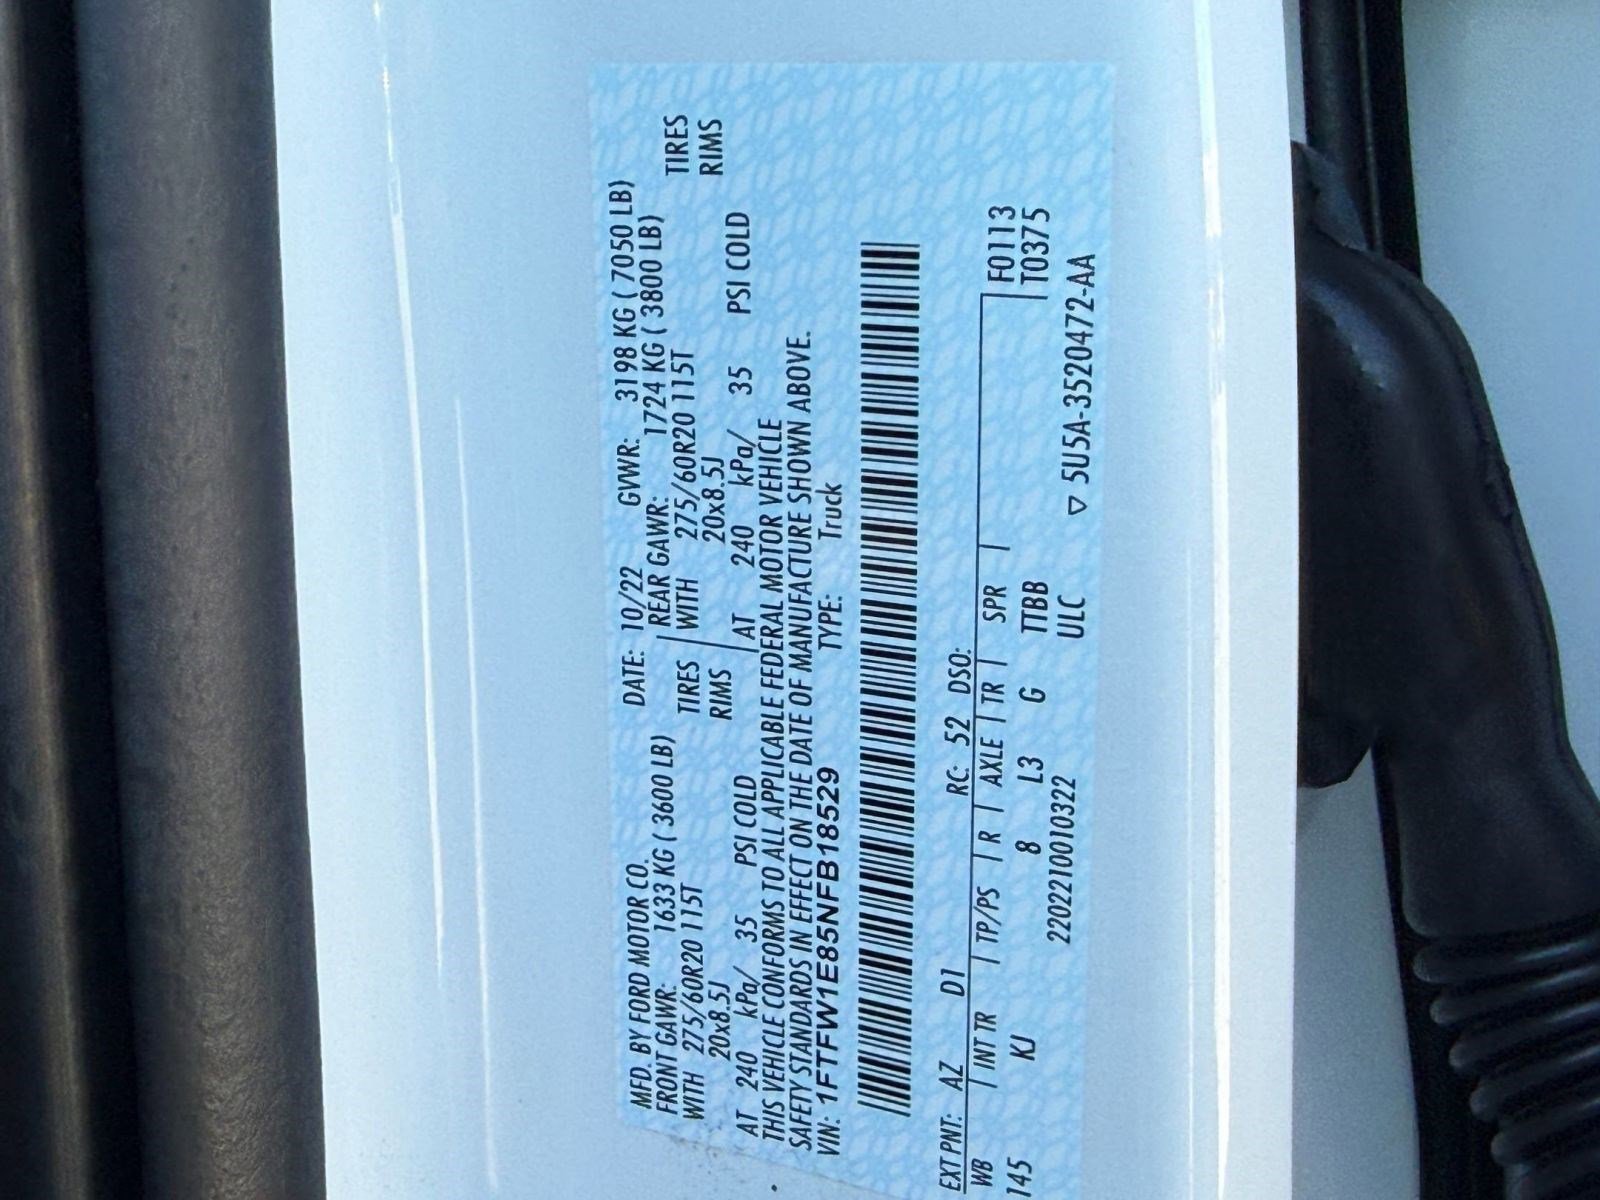 MFD. BY FORD MOTOR CO.
DATE: 10/22 GVWR: 3198 KG ( 7050 LB)
FRONT GAWR: 1633 KG ( 3600 LB) REAR GAWR: 1724 KG ( 3800 LB)
WITH 275/60R20 115T TIRES WITH 275/60R20 115T TIRES
20x8.5J RIMS 20x8.5J RIMS
AT 240 kPa/ 35 PSI COLD AT 240 kPa/ 35 PSI COLD
THIS VEHICLE CONFORMS TO ALL APPLICABLE FEDERAL MOTOR VEHICLE
SAFETY STANDARDS IN EFFECT ON THE DATE OF MANUFACTURE SHOWN ABOVE.
VIN: 1FTFW1E85NFB18529 TYPE: Truck
EXT PNT: AZ D1 RC: 52 DSO:
WB | INT TR | TP/PS | R | AXLE | TR | SPR | F0113
145 KJ 8 L3 G TTBB T0375
2202210010322 ULC ▽ 5U5A-3520472-AA